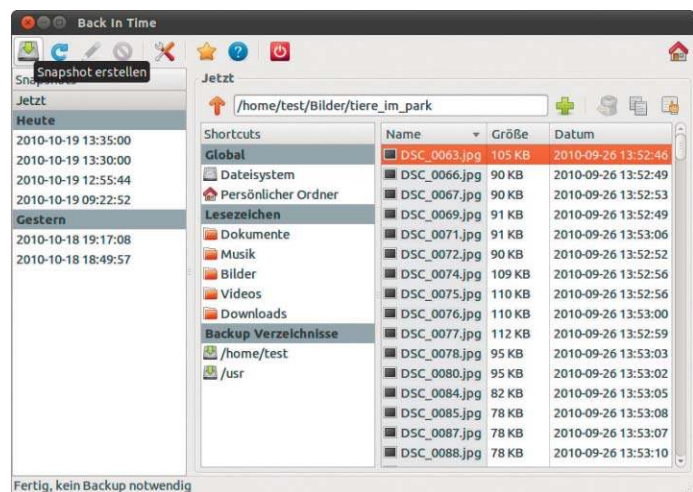 Back In Time
Snapshot erstellen
Jetzt
Heute
2010-10-19 13:35:00
2010-10-19 13:30:00
2010-10-19 12:55:44
2010-10-19 09:22:52
Gestern
2010-10-18 19:17:08
2010-10-18 18:49:57
Jetzt
/home/test/Bilder/tiere_im_park
Shortcuts
Global
Dateisystem
Persönlicher Ordner
Lesezeichen
Dokumente
Musik
Bilder
Videos
Downloads
Backup Verzeichnisse
/home/test
/usr
Name Größe Datum
DSC_0063.jpg 105 KB 2010-09-26 13:52:46
DSC_0066.jpg 90 KB 2010-09-26 13:52:49
DSC_0067.jpg 90 KB 2010-09-26 13:52:53
DSC_0069.jpg 91 KB 2010-09-26 13:52:49
DSC_0071.jpg 91 KB 2010-09-26 13:53:06
DSC_0072.jpg 90 KB 2010-09-26 13:52:52
DSC_0074.jpg 109 KB 2010-09-26 13:52:56
DSC_0075.jpg 110 KB 2010-09-26 13:52:56
DSC_0076.jpg 110 KB 2010-09-26 13:53:00
DSC_0077.jpg 112 KB 2010-09-26 13:52:59
DSC_0078.jpg 95 KB 2010-09-26 13:53:03
DSC_0080.jpg 95 KB 2010-09-26 13:53:02
DSC_0084.jpg 82 KB 2010-09-26 13:53:05
DSC_0085.jpg 78 KB 2010-09-26 13:53:08
DSC_0087.jpg 78 KB 2010-09-26 13:53:07
DSC_0088.jpg 78 KB 2010-09-26 13:53:10
Fertig, kein Backup notwendig